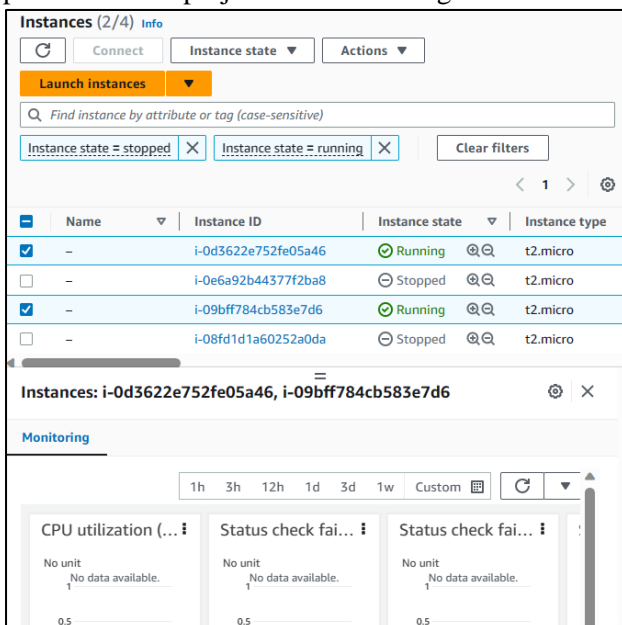 Instances (2/4) Info
Connect Instance state Actions
Launch instances
Find instance by attribute or tag (case-sensitive)
Instance state = stopped Instance state = running Clear filters
1
Name Instance ID Instance state Instance type
– i-0d3622e752fe05a46 Running t2.micro
– i-0e6a92b44377f2ba8 Stopped t2.micro
– i-09bff784cb583e7d6 Running t2.micro
– i-08fd1d1a60252a0da Stopped t2.micro
Instances: i-0d3622e752fe05a46, i-09bff784cb583e7d6
Monitoring
1h 3h 12h 1d 3d 1w Custom
CPU utilization (... Status check fai... Status check fai...
No unit No unit No unit
No data available. No data available. No data available.
1 1 1
0.5 0.5 0.5